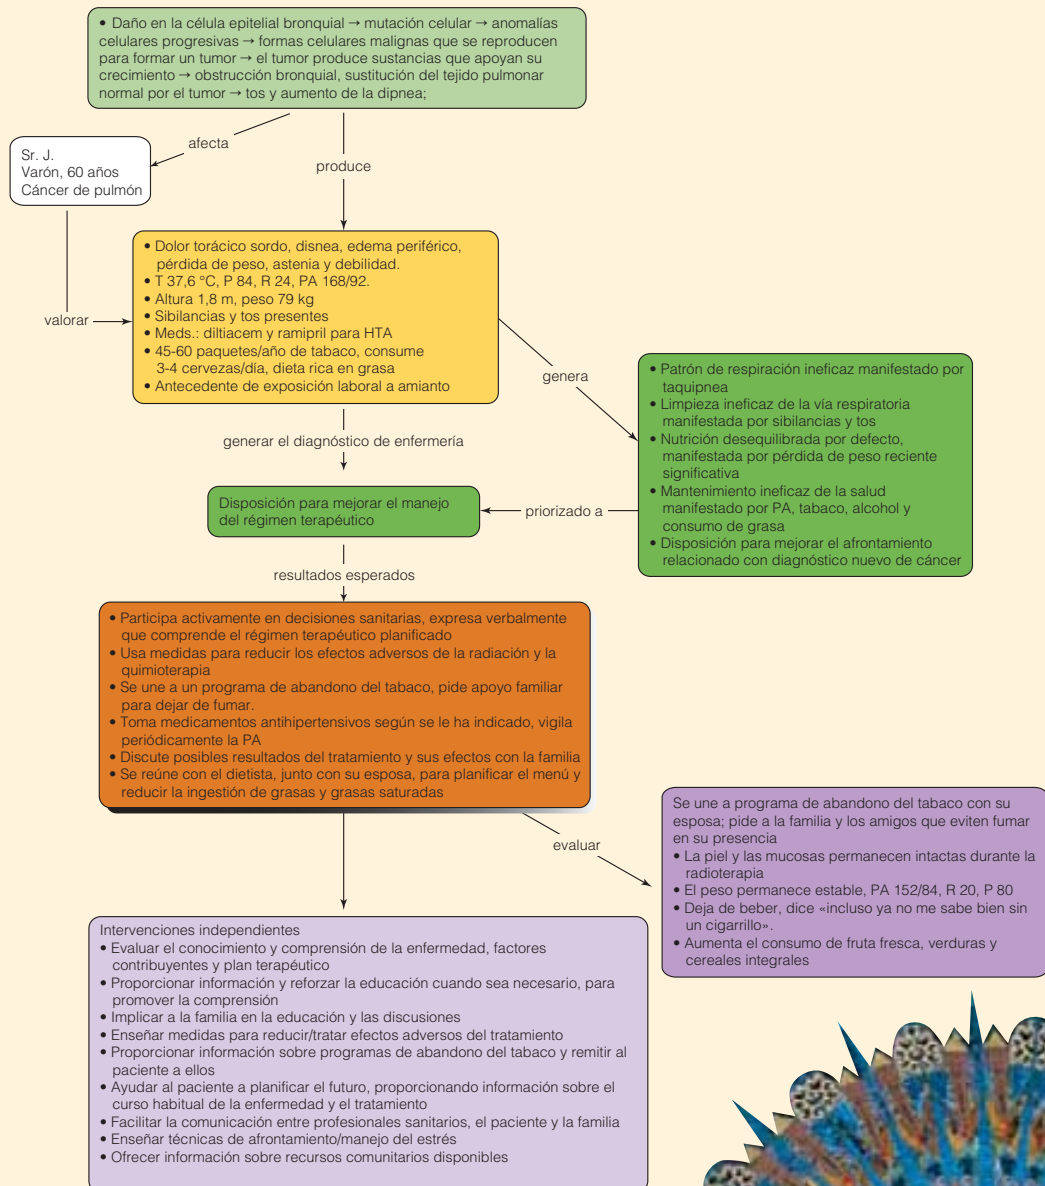 • Daño en la célula epitelial bronquial → mutación celular → anomalías
celulares progresivas → formas celulares malignas que se reproducen
para formar un tumor → el tumor produce sustancias que apoyan su
crecimiento → obstrucción bronquial, sustitución del tejido pulmonar
normal por el tumor → tos y aumento de la dipnea;
afecta
produce
Sr. J.
Varón, 60 años
Cáncer de pulmón
valorar
• Dolor torácico sordo, disnea, edema periférico,
pérdida de peso, astenia y debilidad.
• T 37,6 °C, P 84, R 24, PA 168/92.
• Altura 1,8 m, peso 79 kg
• Sibilancias y tos presentes
• Meds.: diltiacem y ramipril para HTA
• 45-60 paquetes/año de tabaco, consume
3-4 cervezas/día, dieta rica en grasa
• Antecedente de exposición laboral a amianto
genera
• Patrón de respiración ineficaz manifestado por
taquipnea
• Limpieza ineficaz de la vía respiratoria
manifestada por sibilancias y tos
• Nutrición desequilibrada por defecto,
manifestada por pérdida de peso reciente
significativa
• Mantenimiento ineficaz de la salud
manifestado por PA, tabaco, alcohol y
consumo de grasa
• Disposición para mejorar el afrontamiento
relacionado con diagnóstico nuevo de cáncer
generar el diagnóstico de enfermería
priorizado a
Disposición para mejorar el manejo
del régimen terapéutico
resultados esperados
• Participa activamente en decisiones sanitarias, expresa verbalmente
que comprende el régimen terapéutico planificado
• Usa medidas para reducir los efectos adversos de la radiación y la
quimioterapia
• Se une a un programa de abandono del tabaco, pide apoyo familiar
para dejar de fumar.
• Toma medicamentos antihipertensivos según se le ha indicado, vigila
periódicamente la PA
• Discute posibles resultados del tratamiento y sus efectos con la familia
• Se reúne con el dietista, junto con su esposa, para planificar el menú y
reducir la ingestión de grasas y grasas saturadas
evaluar
Se une a programa de abandono del tabaco con su
esposa; pide a la familia y los amigos que eviten fumar
en su presencia
• La piel y las mucosas permanecen intactas durante la
radioterapia
• El peso permanece estable, PA 152/84, R 20, P 80
• Deja de beber, dice «incluso ya no me sabe bien sin
un cigarrillo».
• Aumenta el consumo de fruta fresca, verduras y
cereales integrales
Intervenciones independientes
• Evaluar el conocimiento y comprensión de la enfermedad, factores
contribuyentes y plan terapéutico
• Proporcionar información y reforzar la educación cuando sea necesario, para
promover la comprensión
• Implicar a la familia en la educación y las discusiones
• Enseñar medidas para reducir/tratar efectos adversos del tratamiento
• Proporcionar información sobre programas de abandono del tabaco y remitir al
paciente a ellos
• Ayudar al paciente a planificar el futuro, proporcionando información sobre el
curso habitual de la enfermedad y el tratamiento
• Facilitar la comunicación entre profesionales sanitarios, el paciente y la familia
• Enseñar técnicas de afrontamiento/manejo del estrés
• Ofrecer información sobre recursos comunitarios disponibles